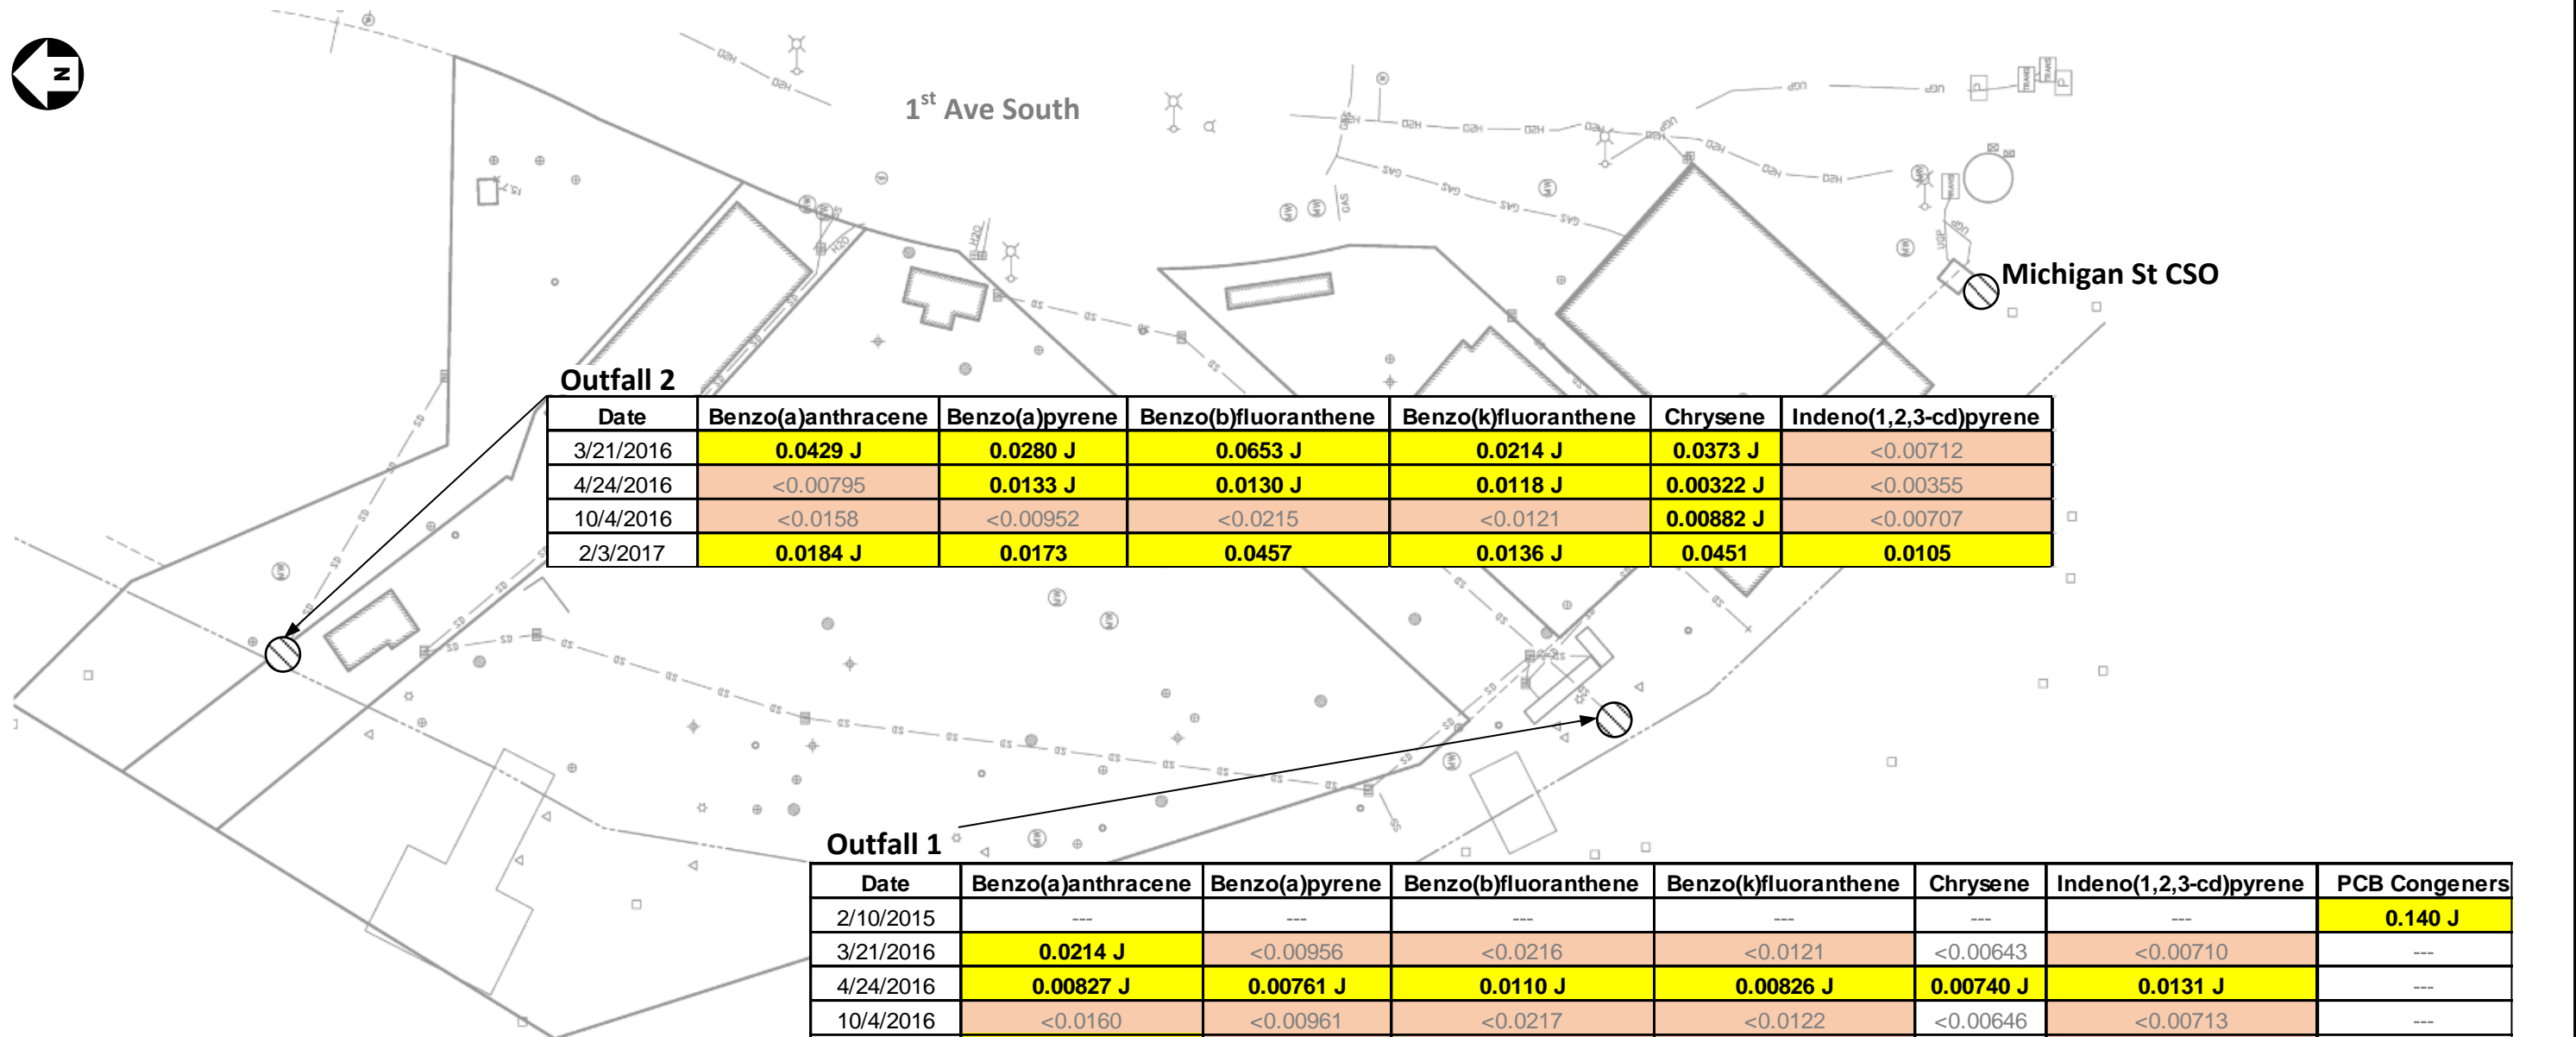 N
1st Ave South
Michigan St CSO
Outfall 2
Date Benzo(a)anthracene Benzo(a)pyrene Benzo(b)fluoranthene Benzo(k)fluoranthene Chrysene Indeno(1,2,3-cd)pyrene
3/21/2016 0.0429 J 0.0280 J 0.0653 J 0.0214 J 0.0373 J <0.00712
4/24/2016 <0.00795 0.0133 J 0.0130 J 0.0118 J 0.00322 J <0.00355
10/4/2016 <0.0158 <0.00952 <0.0215 <0.0121 0.00882 J <0.00707
2/3/2017 0.0184 J 0.0173 0.0457 0.0136 J 0.0451 0.0105
Outfall 1
Date Benzo(a)anthracene Benzo(a)pyrene Benzo(b)fluoranthene Benzo(k)fluoranthene Chrysene Indeno(1,2,3-cd)pyrene PCB Congeners
2/10/2015 --- --- --- --- --- --- 0.140 J
3/21/2016 0.0214 J <0.00956 <0.0216 <0.0121 <0.00643 <0.00710 ---
4/24/2016 0.00827 J 0.00761 J 0.0110 J 0.00826 J 0.00740 J 0.0131 J ---
10/4/2016 <0.0160 <0.00961 <0.0217 <0.0122 <0.00646 <0.00713 ---